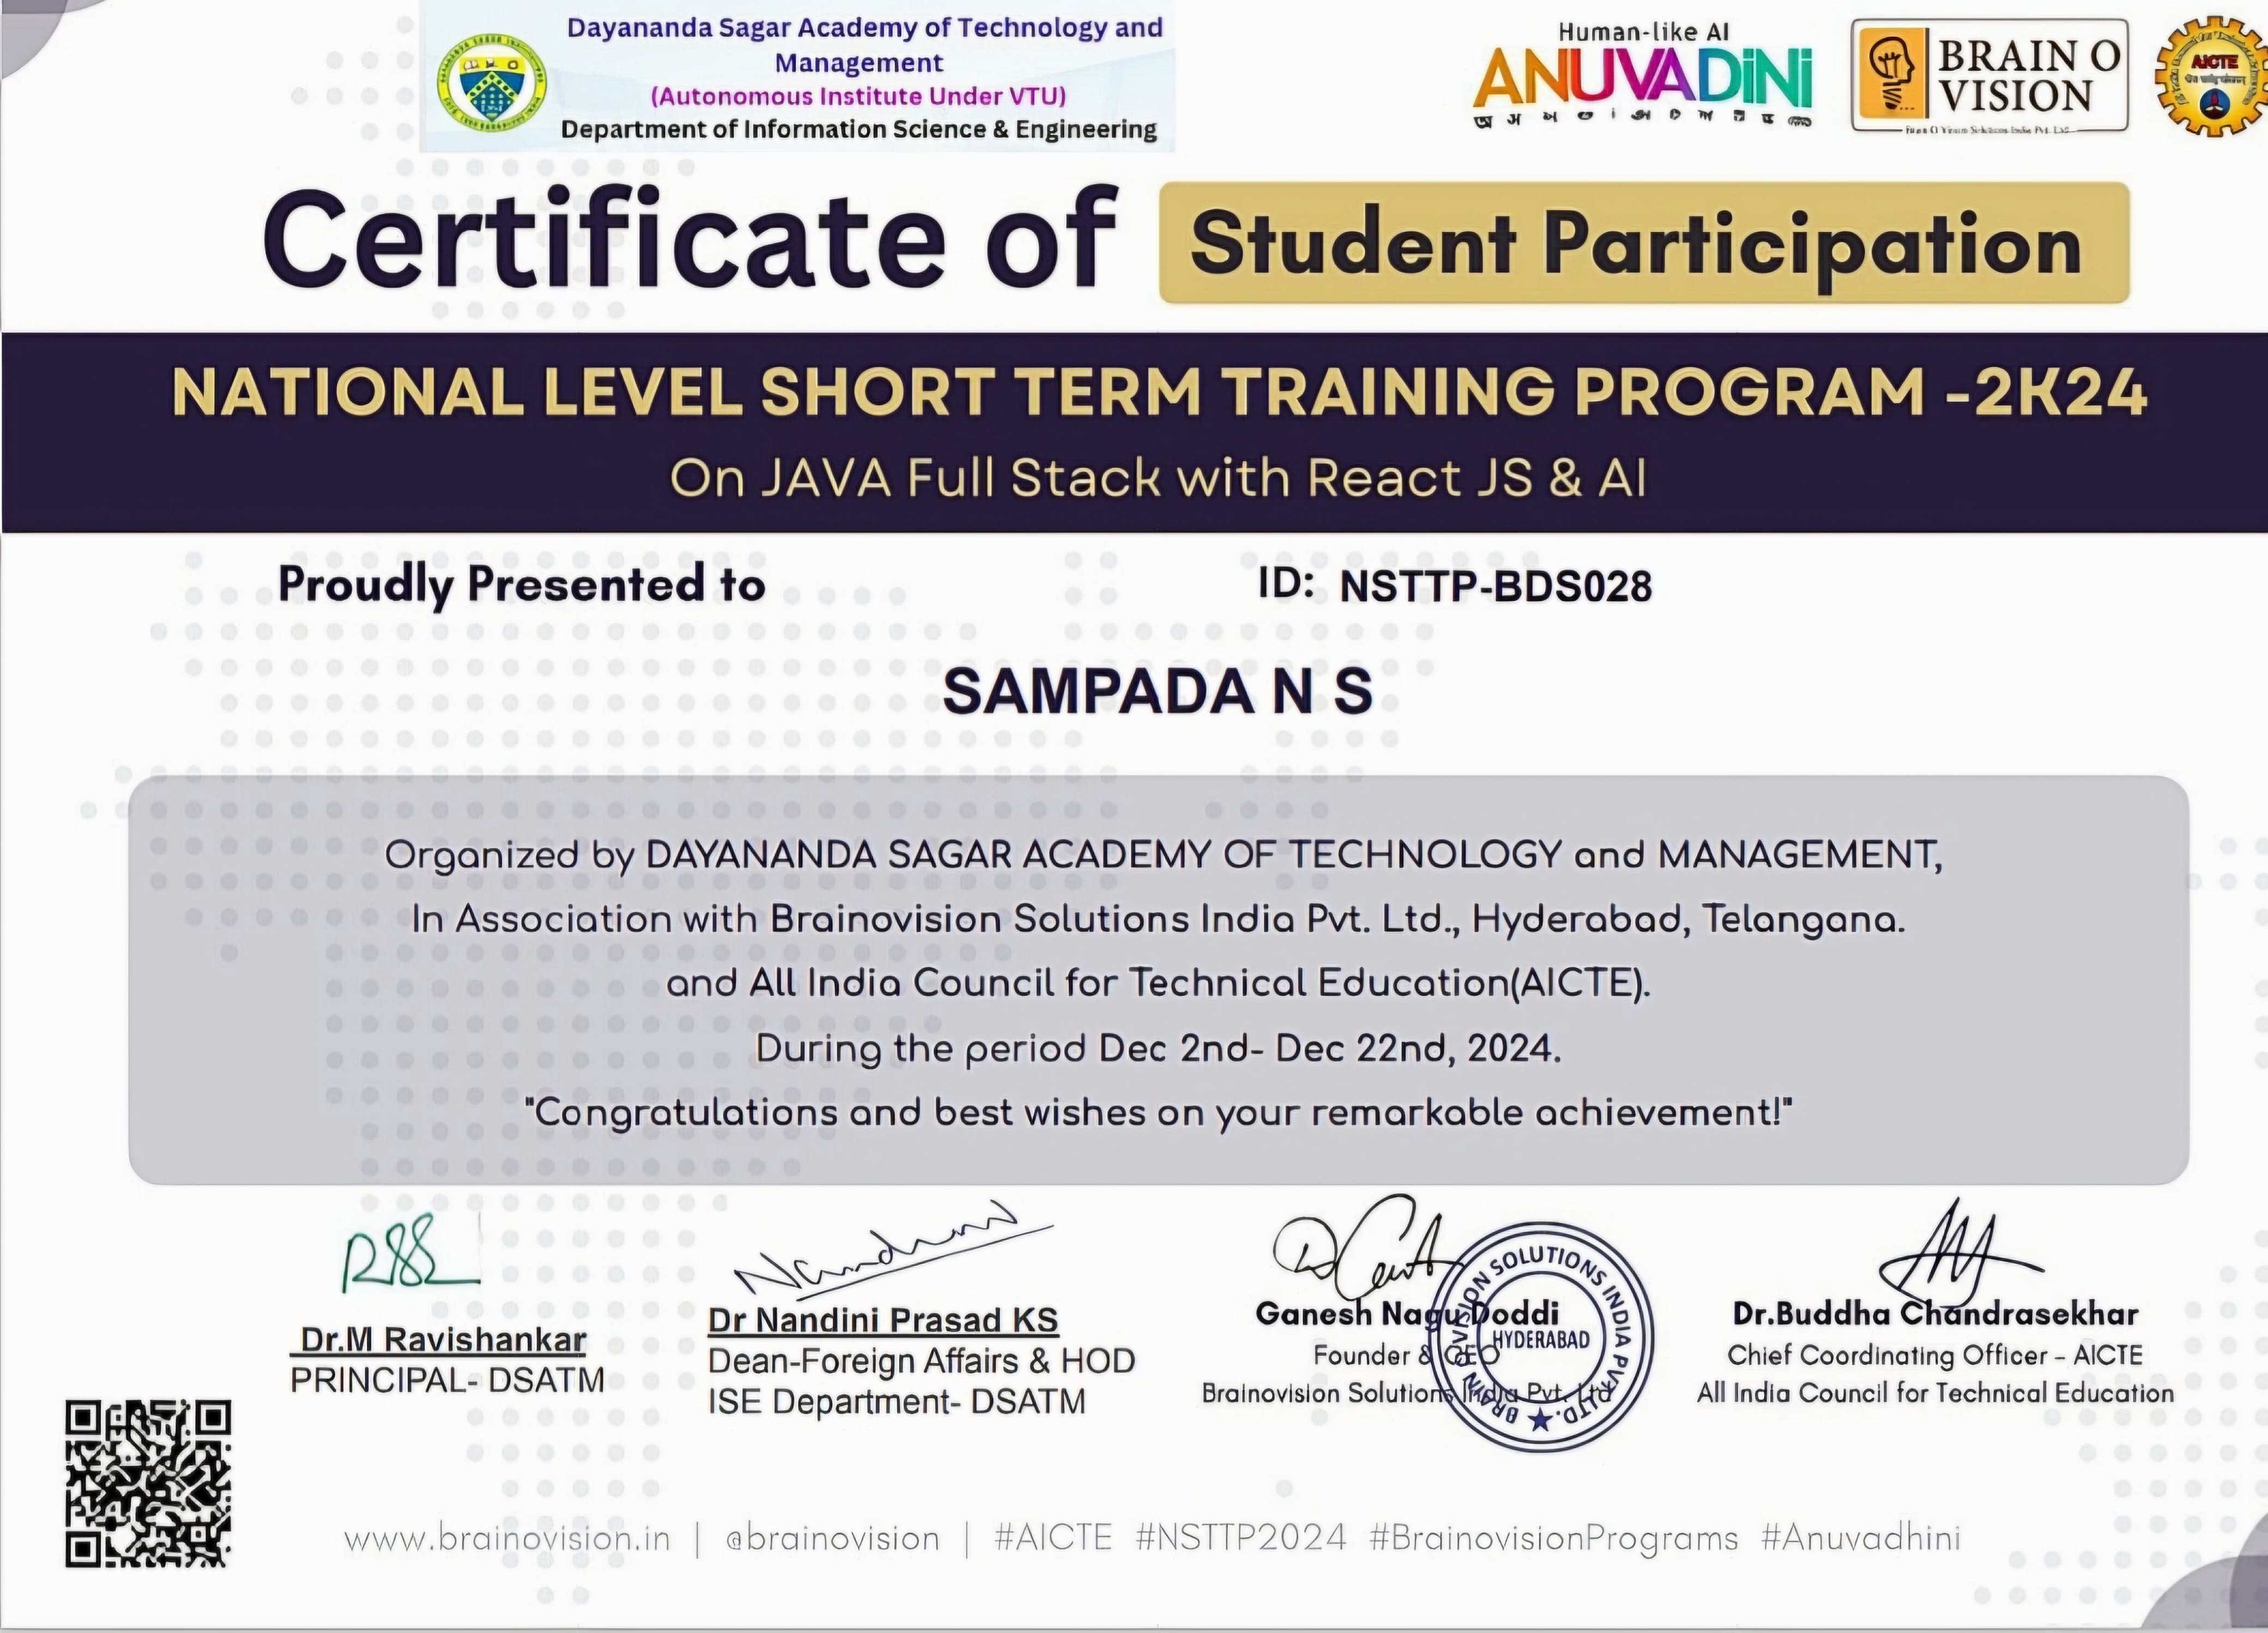 Dayananda Sagar Academy of Technology and
Management
(Autonomous Institute Under VTU)
Department of Information Science & Engineering
Human-like AI
ANUVADiNi
BRAIN O
VISION
AICTE
Certificate of Student Participation
NATIONAL LEVEL SHORT TERM TRAINING PROGRAM -2K24
On JAVA Full Stack with React JS & AI
Proudly Presented to
ID: NSTTP-BDS028
SAMPADA N S
Organized by DAYANANDA SAGAR ACADEMY OF TECHNOLOGY and MANAGEMENT,
In Association with Brainovision Solutions India Pvt. Ltd., Hyderabad, Telangana.
and All India Council for Technical Education(AICTE).
During the period Dec 2nd- Dec 22nd, 2024.
"Congratulations and best wishes on your remarkable achievement!"
Dr.M Ravishankar
PRINCIPAL- DSATM
Dr Nandini Prasad KS
Dean-Foreign Affairs & HOD
ISE Department- DSATM
Ganesh Nagu Doddi
Founder & CEO
Brainovision Solutions India Pvt. Ltd
BRAIN O VISION SOLUTIONS INDIA PVT. LTD.
HYDERABAD
Dr.Buddha Chandrasekhar
Chief Coordinating Officer - AICTE
All India Council for Technical Education
www.brainovision.in | @brainovision | #AICTE #NSTTP2024 #BrainovisionPrograms #Anuvadhini